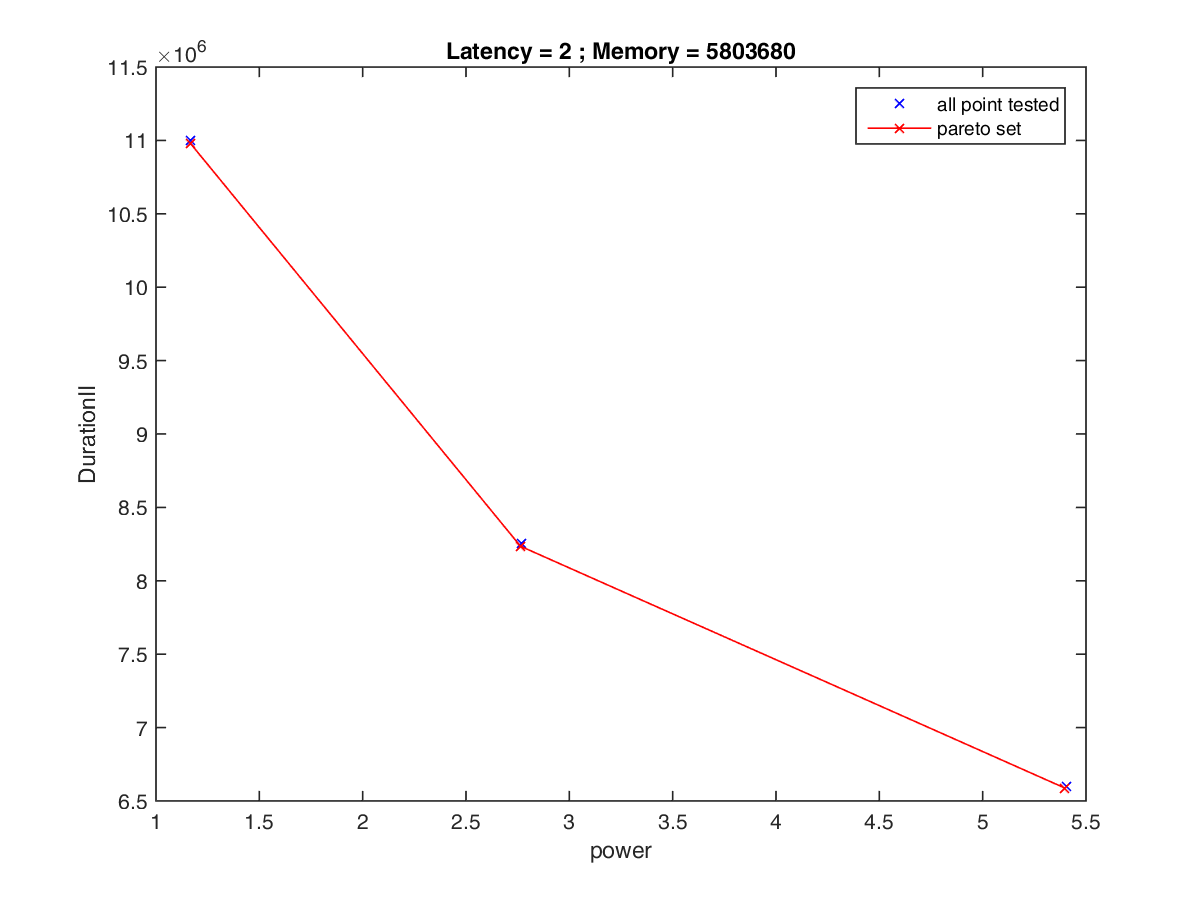 Latency = 2 ; Memory = 5803680
×10⁶
11.5
11
10.5
10
9.5
9
8.5
8
7.5
7
6.5
DurationII
all point tested
pareto set
1 1.5 2 2.5 3 3.5 4 4.5 5 5.5
power